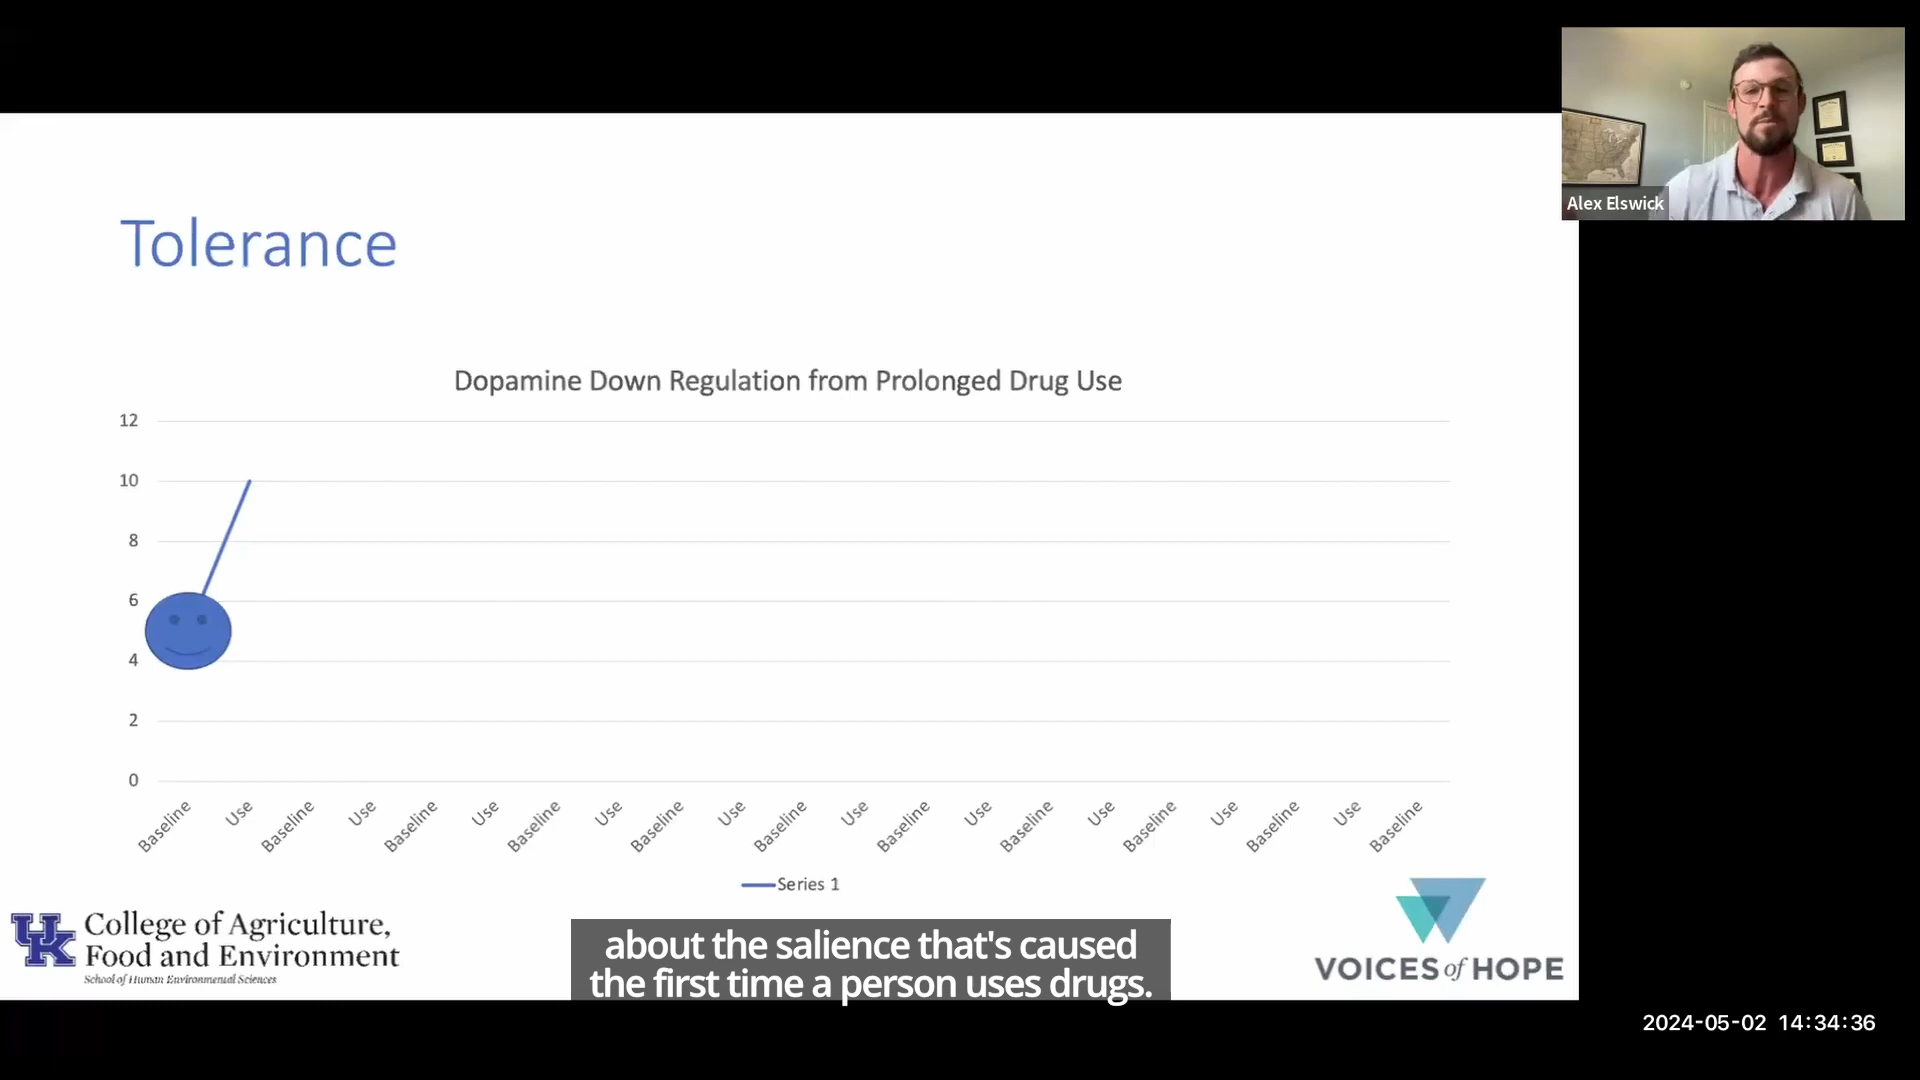 Alex Elswick
Tolerance
Dopamine Down Regulation from Prolonged Drug Use
12
10
8
6
4
2
0
Baseline
Use
Baseline
Use
Baseline
Use
Baseline
Use
Baseline
Use
Baseline
Use
Baseline
Use
Baseline
Use
Baseline
Use
Baseline
Use
Baseline
Series 1
UK
College of Agriculture,
Food and Environment
School of Human Environmental Sciences
about the salience that's caused
the first time a person uses drugs.
VOICES of HOPE
2024-05-02 14:34:36